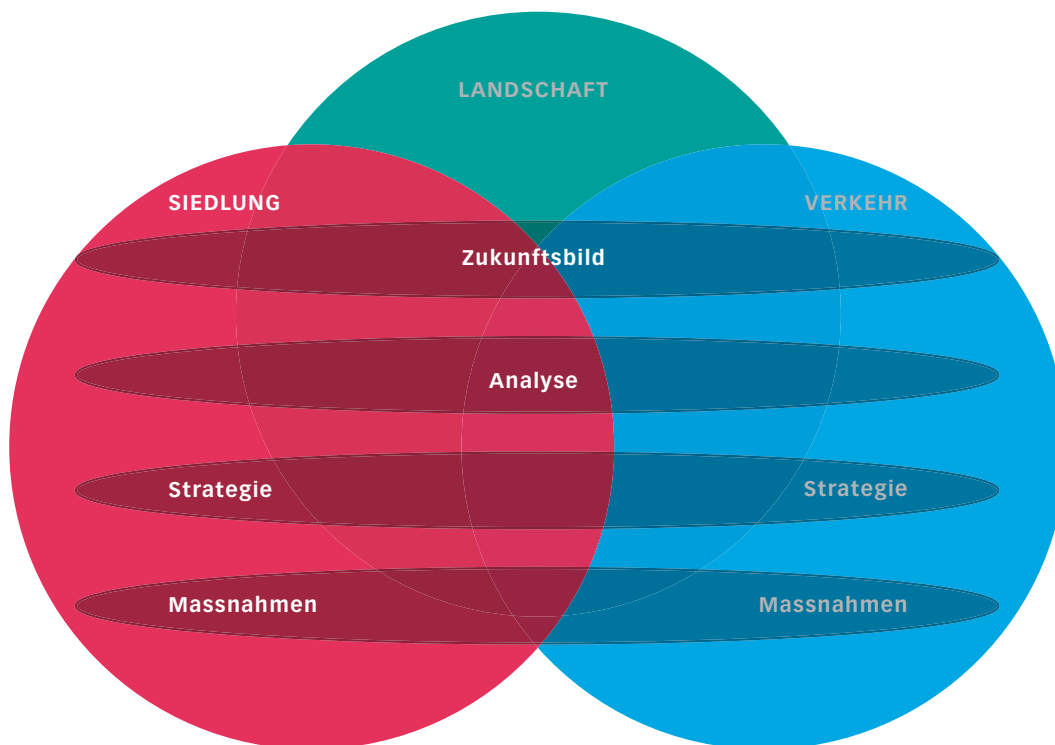 LANDSCHAFT
SIEDLUNG
VERKEHR
Zukunftsbild
Analyse
Strategie
Strategie
Massnahmen
Massnahmen